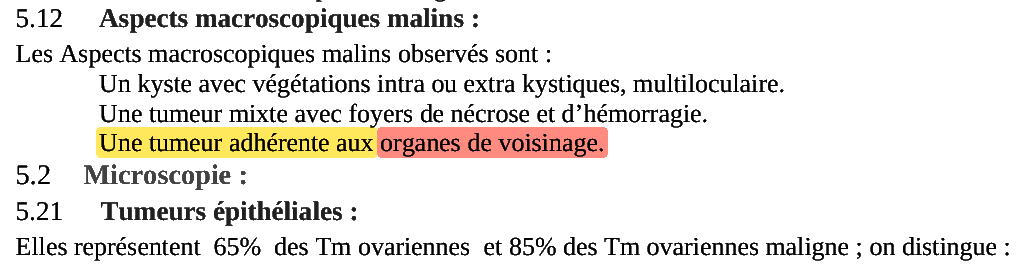 5.12 Aspects macroscopiques malins :
Les Aspects macroscopiques malins observés sont :
Un kyste avec végétations intra ou extra kystiques, multiloculaire.
Une tumeur mixte avec foyers de nécrose et d’hémorragie.
Une tumeur adhérente aux organes de voisinage.
5.2 Microscopie :
5.21 Tumeurs épithéliales :
Elles représentent 65% des Tm ovariennes et 85% des Tm ovariennes maligne ; on distingue :